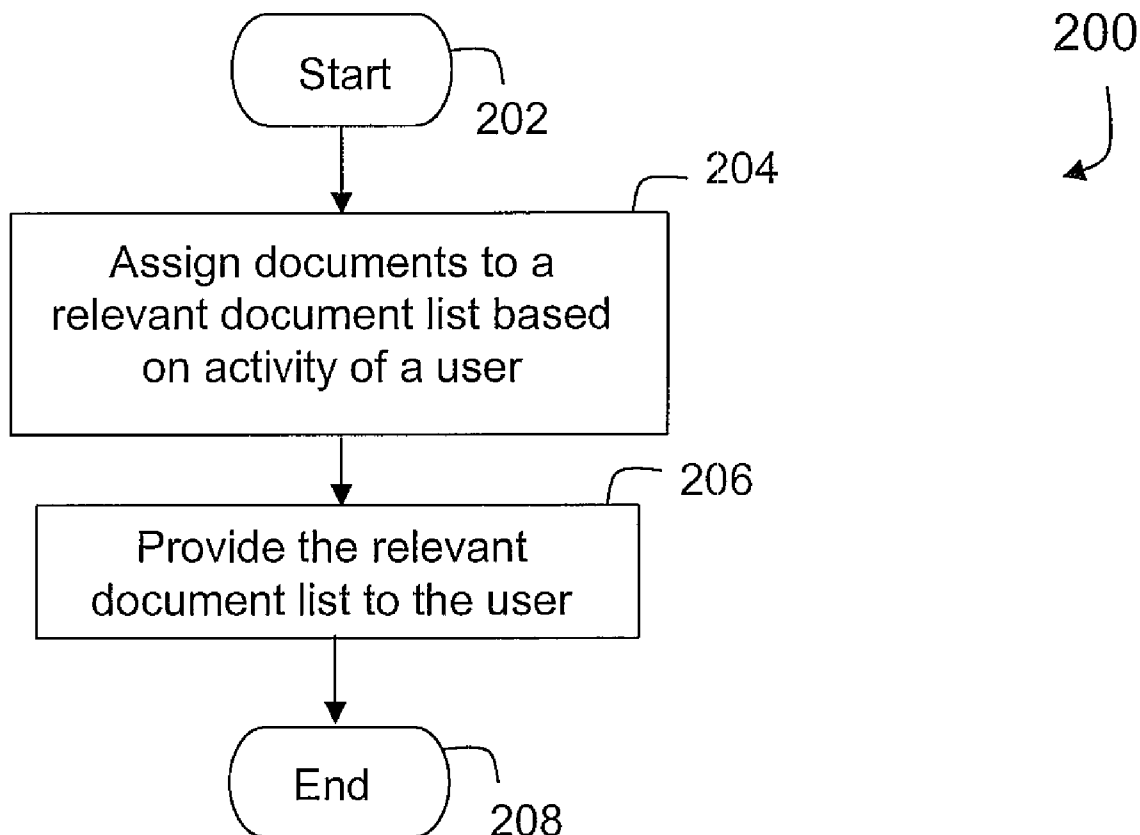 200
Start
202
204
Assign documents to a
relevant document list based
on activity of a user
206
Provide the relevant
document list to the user
End
208